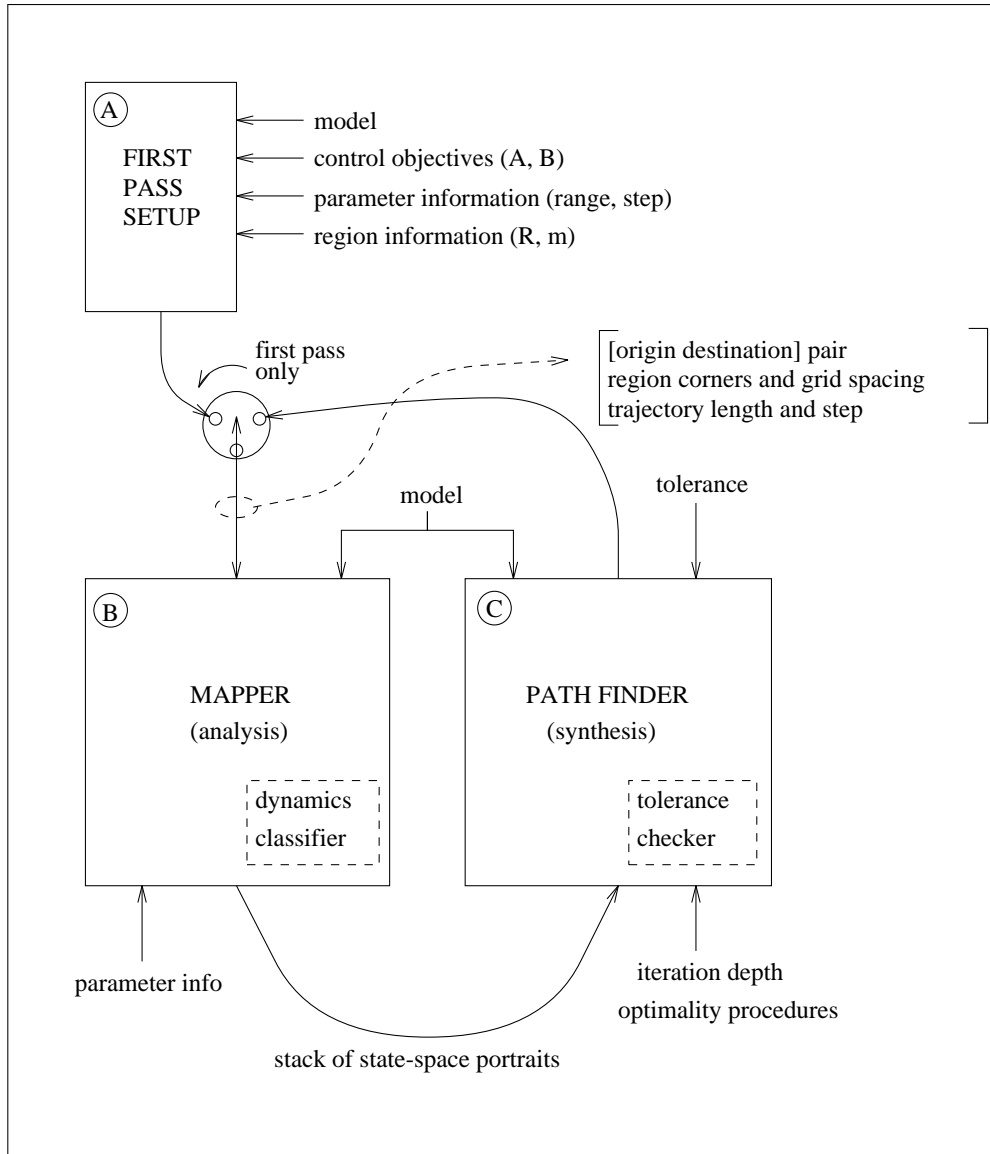 A
FIRST
PASS
SETUP
model
control objectives (A, B)
parameter information (range, step)
region information (R, m)
first pass
only
[origin destination] pair
region corners and grid spacing
trajectory length and step
model
tolerance
B
MAPPER
(analysis)
dynamics
classifier
C
PATH FINDER
(synthesis)
tolerance
checker
parameter info
iteration depth
optimality procedures
stack of state-space portraits